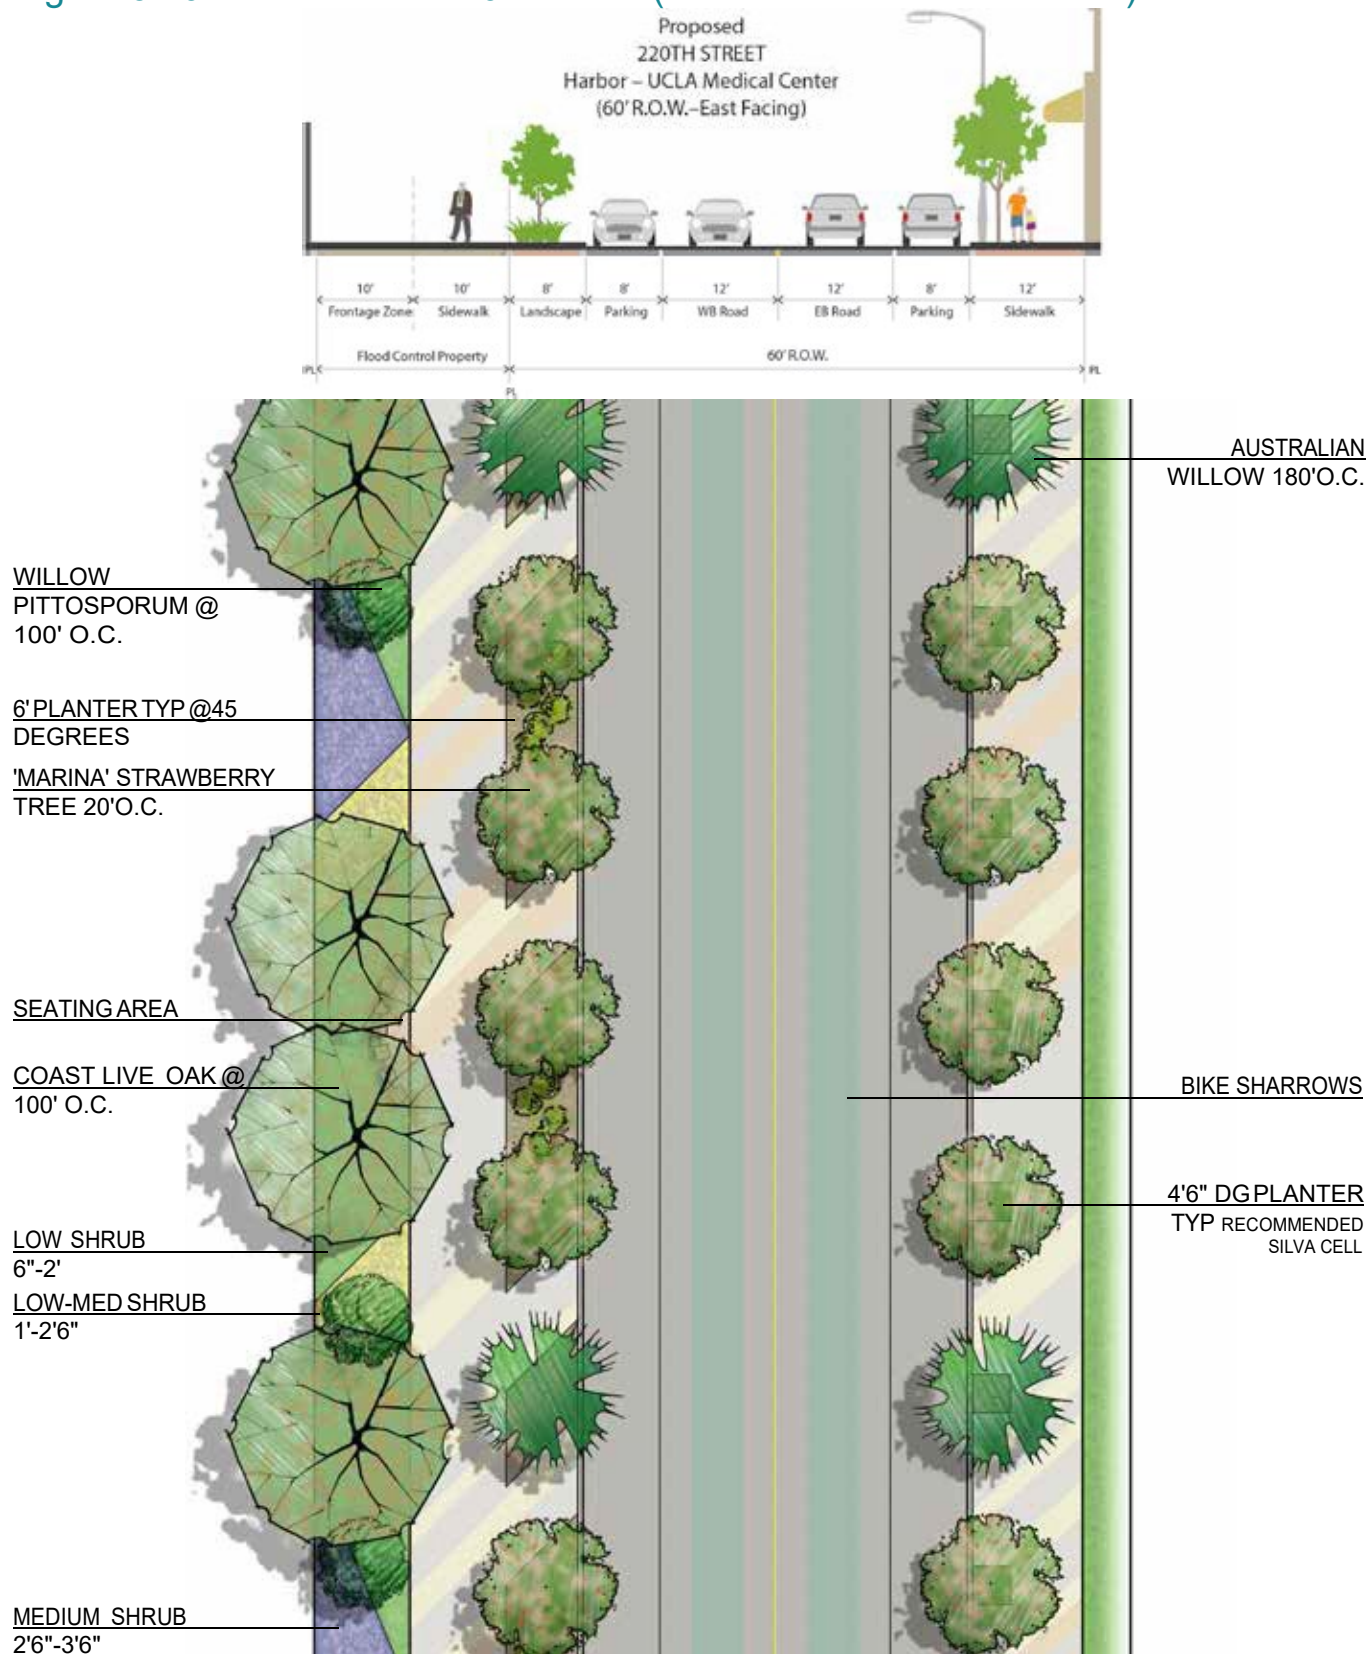 Proposed
220TH STREET
Harbor – UCLA Medical Center
(60' R.O.W.–East Facing)
10' 10' 8' 8' 12' 12' 8' 12'
Frontage Zone Sidewalk Landscape Parking WB Road EB Road Parking Sidewalk
Flood Control Property 60' R.O.W.
PL PL
PL
AUSTRALIAN
WILLOW 180'O.C.
WILLOW
PITTOSPORUM @
100' O.C.
6' PLANTER TYP @45
DEGREES
'MARINA' STRAWBERRY
TREE 20'O.C.
SEATING AREA
COAST LIVE OAK @
100' O.C.
BIKE SHARROWS
4'6" DG PLANTER
TYP RECOMMENDED
SILVA CELL
LOW SHRUB
6"-2'
LOW-MED SHRUB
1'-2'6"
MEDIUM SHRUB
2'6"-3'6"